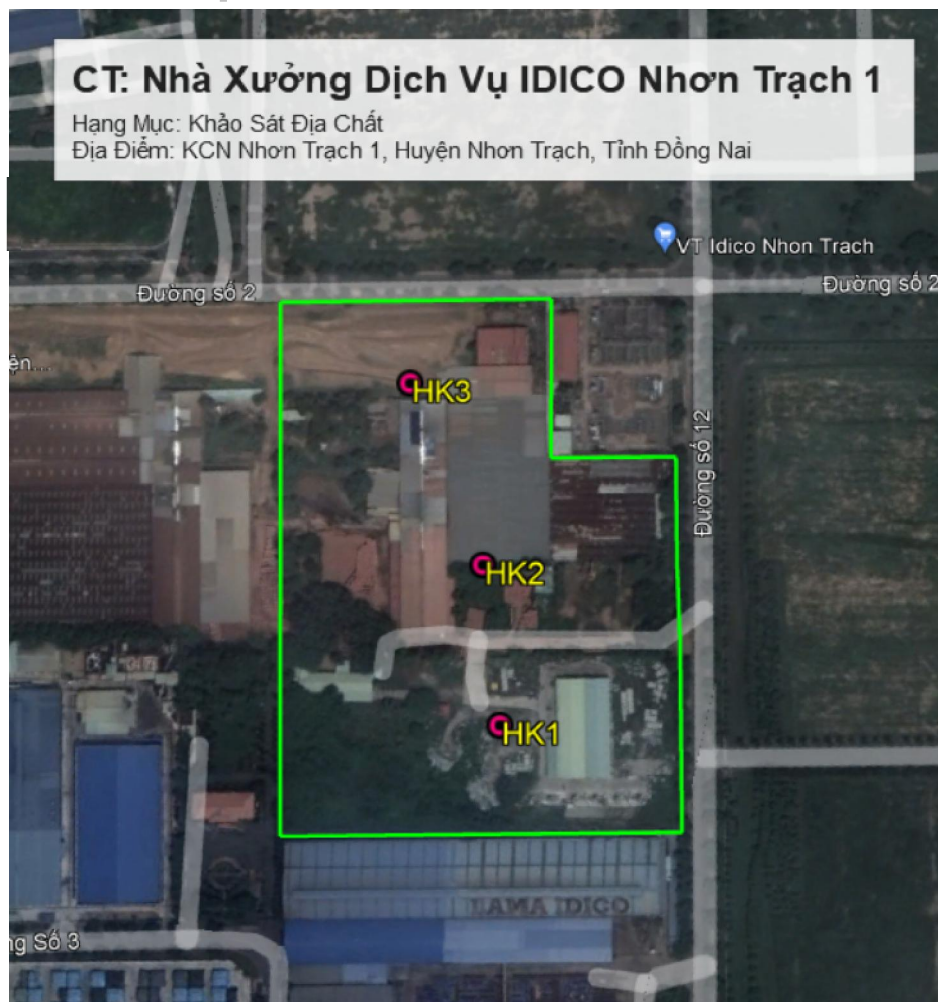 CT: Nhà Xưởng Dịch Vụ IDICO Nhơn Trạch 1
Hạng Mục: Khảo Sát Địa Chất
Địa Điểm: KCN Nhơn Trạch 1, Huyện Nhơn Trạch, Tỉnh Đồng Nai
VT Idico Nhon Trach
Đường số 2
Đường số 2
HK3
Đường số 12
HK2
HK1
LAMA IDICO
Số 3